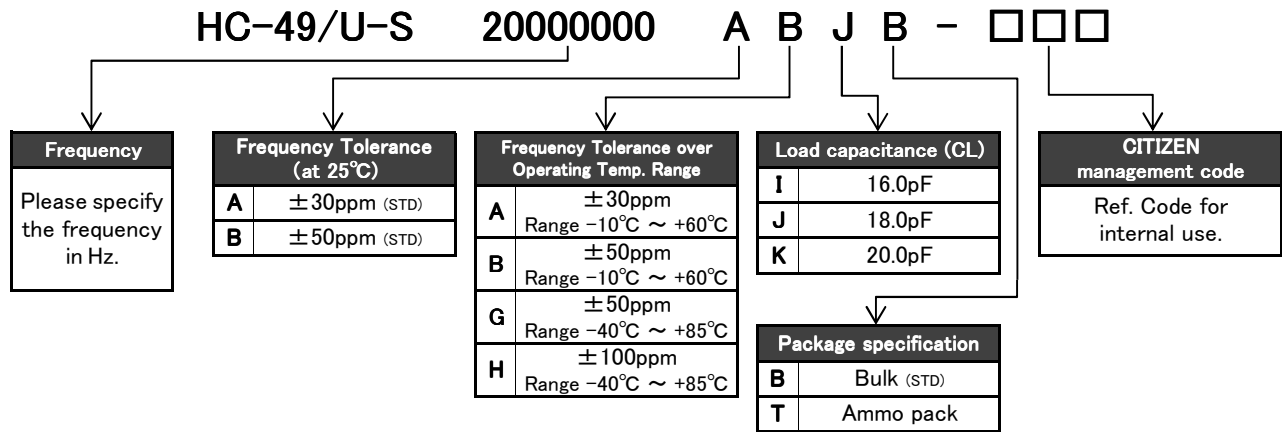 HC-49/U-S 20000000 A B J B - □□□
Frequency
Please specify
the frequency
in Hz.
Frequency Tolerance
(at 25℃)
A ±30ppm (STD)
B ±50ppm (STD)
Frequency Tolerance over
Operating Temp. Range
A ±30ppm
Range -10℃ ～ +60℃
B ±50ppm
Range -10℃ ～ +60℃
G ±50ppm
Range -40℃ ～ +85℃
H ±100ppm
Range -40℃ ～ +85℃
Load capacitance (CL)
I 16.0pF
J 18.0pF
K 20.0pF
Package specification
B Bulk (STD)
T Ammo pack
CITIZEN
management code
Ref. Code for
internal use.